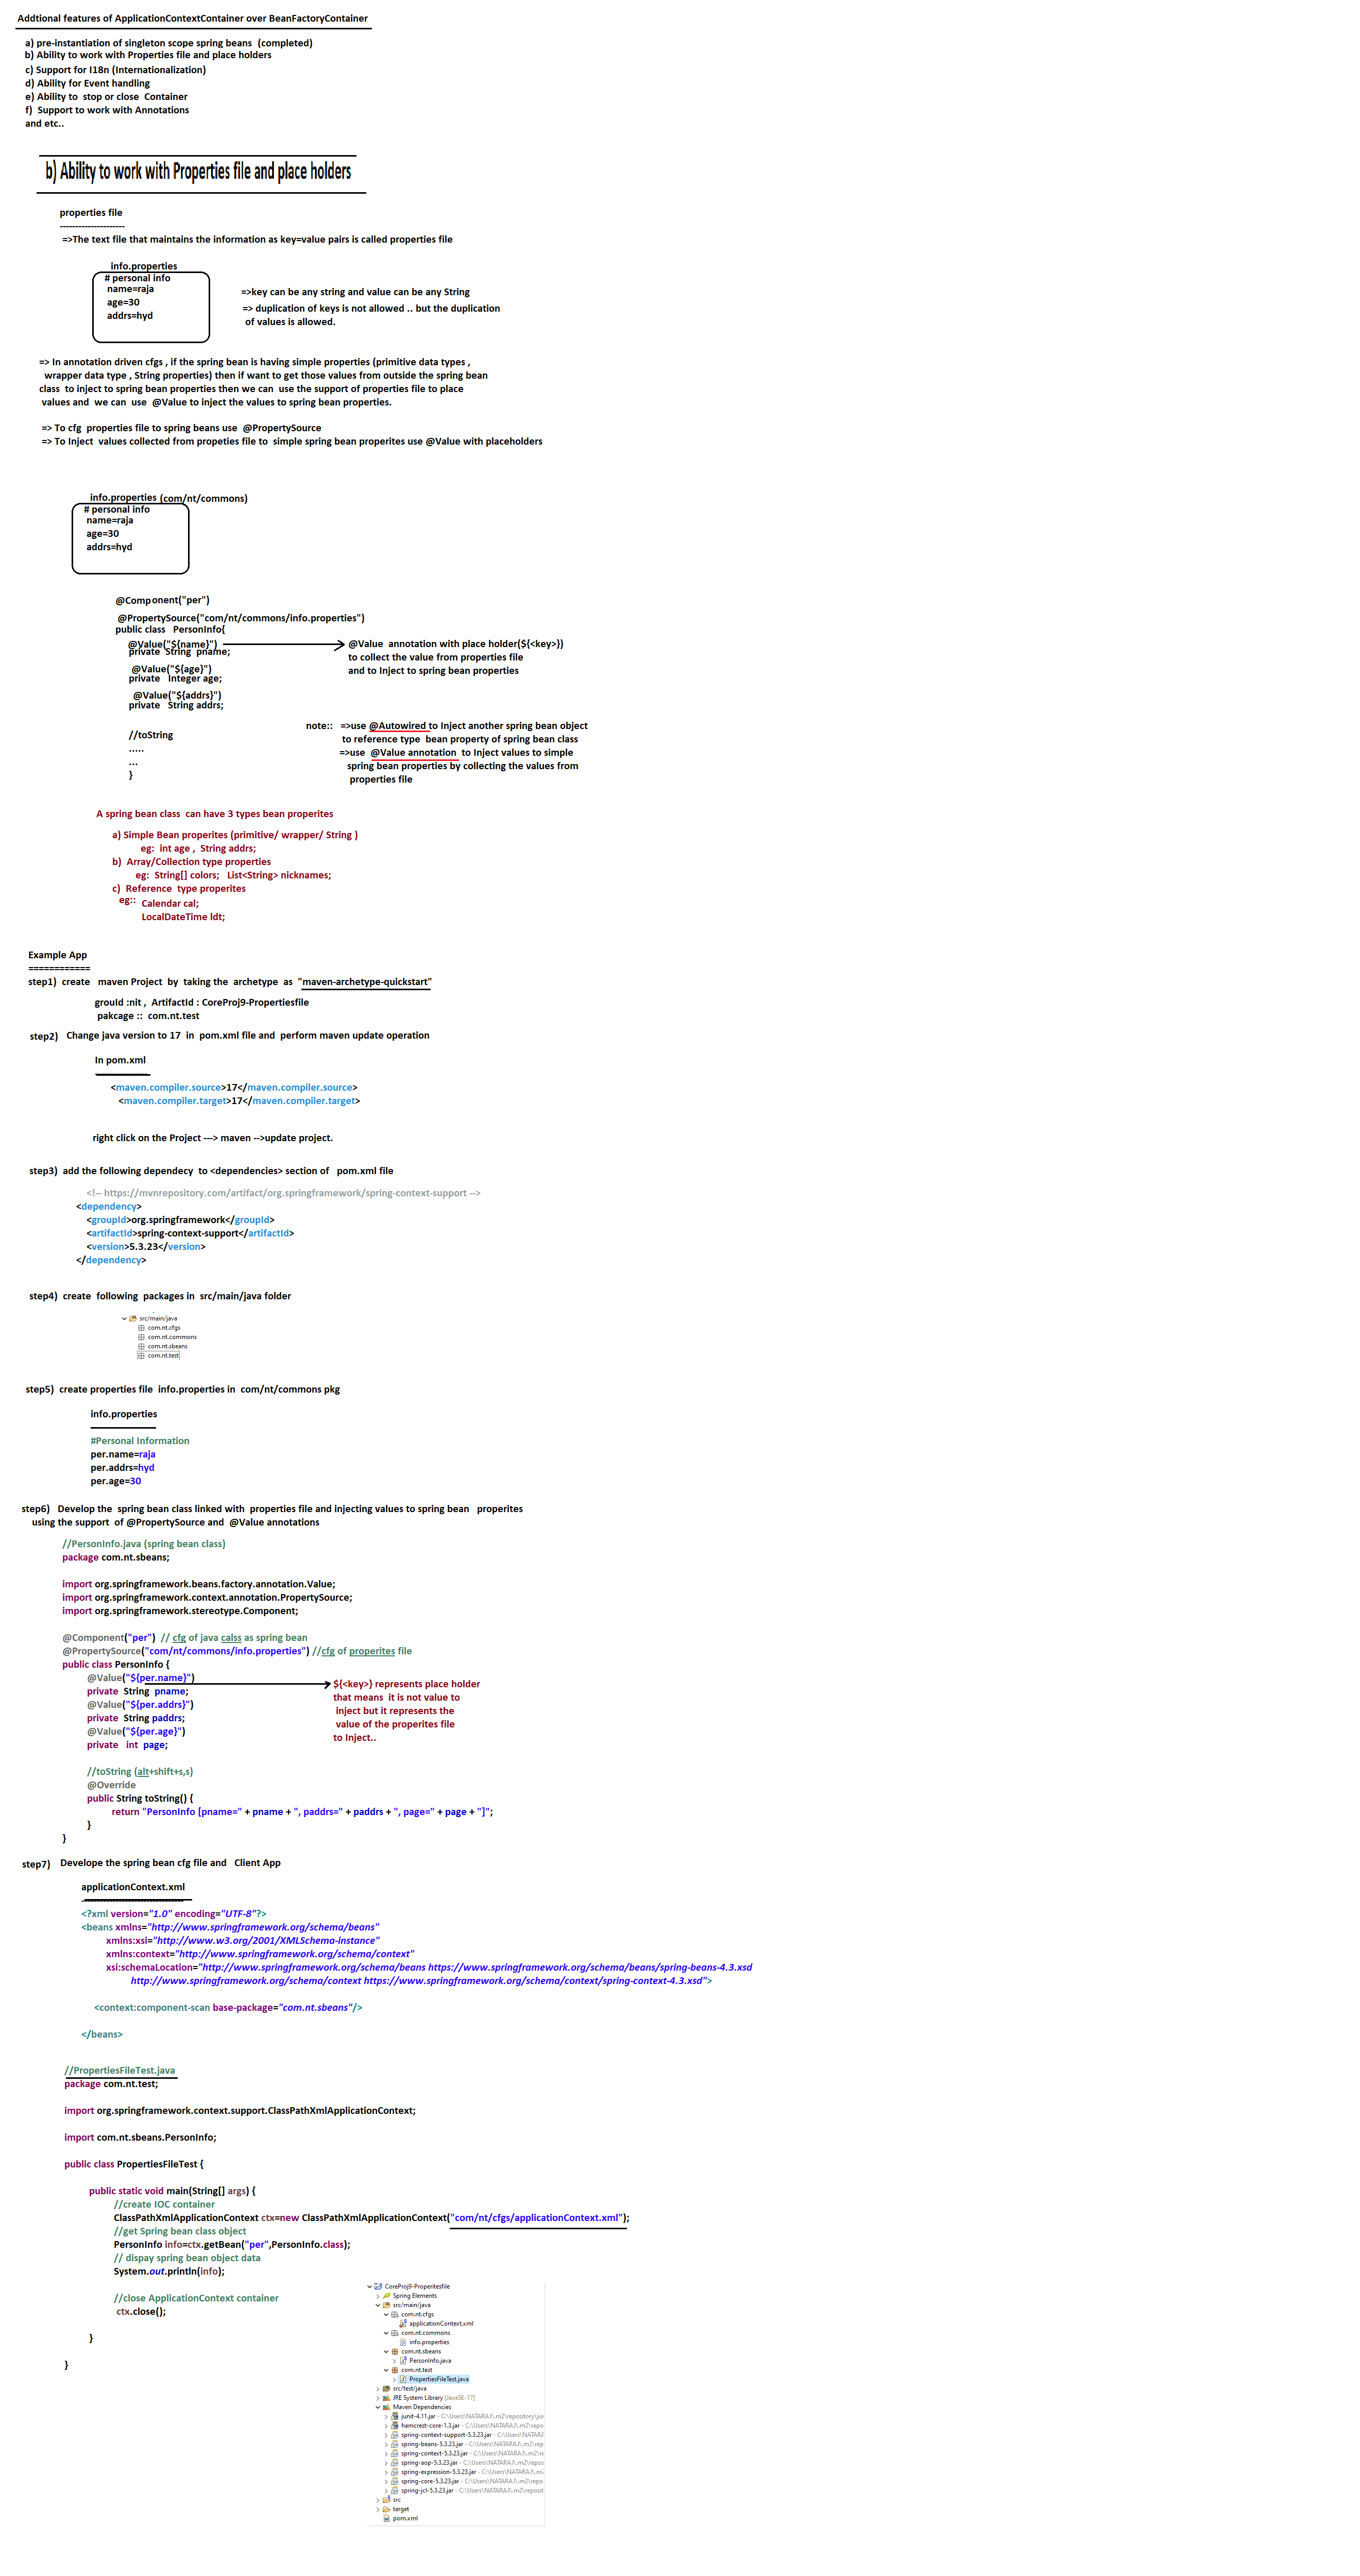 Addtional features of ApplicationContextContainer over BeanFactoryContainer
a) pre-instantiation of singleton scope spring beans  (completed)
b) Ability to work with Properties file and place holders
c) Support for I18n (Internationalization)
d) Ability for Event handling
e) Ability to  stop or close  Container
f)  Support to work with Annotations
and etc..
b) Ability to work with Properties file and place holders
properties file
---------------------
=>The text file that maintains the information as key=value pairs is called properties file
info.properties
# personal info
name=raja
age=30
addrs=hyd
=>key can be any string and value can be any String
=> duplication of keys is not allowed .. but the duplication
of values is allowed.
=> In annotation driven cfgs , if the spring bean is having simple properties (primitive data types ,
wrapper data type , String properties) then if want to get those values from outside the spring bean
class  to inject to spring bean properties then we can  use the support of properties file to place
values and  we can  use  @Value to inject the values to spring bean properties.
=> To cfg  properties file to spring beans use  @PropertySource
=> To Inject  values collected from propeties file to  simple spring bean properites use @Value with placeholders
info.properties (com/nt/commons)
# personal info
name=raja
age=30
addrs=hyd
@Component("per")
@PropertySource("com/nt/commons/info.properties")
public class   PersonInfo{
@Value("${name}")
private  String  pname;
@Value("${age}")
private   Integer age;
@Value("${addrs}")
private   String addrs;
//toString
.....
...
}
@Value  annotation with place holder(${<key>})
to collect the value from properties file
and to Inject to spring bean properties
note::   =>use @Autowired to Inject another spring bean object
to reference type  bean property of spring bean class
=>use  @Value annotation  to Inject values to simple
spring bean properties by collecting the values from
properties file
A spring bean class  can have 3 types bean properites
a) Simple Bean properites (primitive/ wrapper/ String )
eg:  int age ,  String addrs;
b)  Array/Collection type properties
eg:  String[] colors;   List<String> nicknames;
c)  Reference  type properites
eg::  Calendar cal;
LocalDateTime ldt;
Example App
============
step1)  create   maven Project  by  taking the  archetype  as  "maven-archetype-quickstart"
grouId :nit ,  ArtifactId : CoreProj9-Propertiesfile
pakcage ::  com.nt.test
step2)   Change java version to 17  in  pom.xml file and  perform maven update operation
In pom.xml
-----------------
<maven.compiler.source>17</maven.compiler.source>
<maven.compiler.target>17</maven.compiler.target>
right click on the Project ---> maven -->update project.
step3)  add the following dependecy  to <dependencies> section of   pom.xml file
<!-- https://mvnrepository.com/artifact/org.springframework/spring-context-support -->
<dependency>
<groupId>org.springframework</groupId>
<artifactId>spring-context-support</artifactId>
<version>5.3.23</version>
</dependency>
step4)  create  following  packages in  src/main/java folder
src/main/java
com.nt.cfgs
com.nt.commons
com.nt.sbeans
com.nt.test
step5)  create properties file  info.properties in  com/nt/commons pkg
info.properties
#Personal Information
per.name=raja
per.addrs=hyd
per.age=30
step6)   Develop the  spring bean class linked with  properties file and injecting values to spring bean   properites
using the support  of @PropertySource and  @Value annotations
//PersonInfo.java (spring bean class)
package com.nt.sbeans;
import org.springframework.beans.factory.annotation.Value;
import org.springframework.context.annotation.PropertySource;
import org.springframework.stereotype.Component;
@Component("per")  // cfg of java calss as spring bean
@PropertySource("com/nt/commons/info.properties") //cfg of properites file
public class PersonInfo {
@Value("${per.name}")
private  String  pname;
@Value("${per.addrs}")
private  String paddrs;
@Value("${per.age}")
private   int  page;
${<key>} represents place holder
that means  it is not value to
inject but it represents the
value of the properites file
to Inject..
//toString (alt+shift+s,s)
@Override
public String toString() {
return "PersonInfo [pname=" + pname + ", paddrs=" + paddrs + ", page=" + page + "]";
}
}
step7)   Develope the spring bean cfg file and   Client App
applicationContext.xml
---------------------------------
<?xml version="1.0" encoding="UTF-8"?>
<beans xmlns="http://www.springframework.org/schema/beans"
xmlns:xsi="http://www.w3.org/2001/XMLSchema-instance"
xmlns:context="http://www.springframework.org/schema/context"
xsi:schemaLocation="http://www.springframework.org/schema/beans https://www.springframework.org/schema/beans/spring-beans-4.3.xsd
http://www.springframework.org/schema/context https://www.springframework.org/schema/context/spring-context-4.3.xsd">
<context:component-scan base-package="com.nt.sbeans"/>
</beans>
//PropertiesFileTest.java
package com.nt.test;
import org.springframework.context.support.ClassPathXmlApplicationContext;
import com.nt.sbeans.PersonInfo;
public class PropertiesFileTest {
public static void main(String[] args) {
//create IOC container
ClassPathXmlApplicationContext ctx=new ClassPathXmlApplicationContext("com/nt/cfgs/applicationContext.xml");
//get Spring bean class object
PersonInfo info=ctx.getBean("per",PersonInfo.class);
// dispay spring bean object data
System.out.println(info);
//close ApplicationContext container
ctx.close();
}
}
CoreProj9-Properitesfile
Spring Elements
src/main/java
com.nt.cfgs
applicationContext.xml
com.nt.commons
info.properties
com.nt.sbeans
PersonInfo.java
com.nt.test
PropertiesFileTest.java
src/test/java
JRE System Library [JavaSE-17]
Maven Dependencies
junit-4.11.jar - C:\Users\NATARAJ\.m2\repository\jun
hamcrest-core-1.3.jar - C:\Users\NATARAJ\.m2\repo
spring-context-support-5.3.23.jar - C:\Users\NATARA
spring-beans-5.3.23.jar - C:\Users\NATARAJ\.m2\rep
spring-context-5.3.23.jar - C:\Users\NATARAJ\.m2\re
spring-aop-5.3.23.jar - C:\Users\NATARAJ\.m2\repos
spring-expression-5.3.23.jar - C:\Users\NATARAJ\.m
spring-core-5.3.23.jar - C:\Users\NATARAJ\.m2\repo
spring-jcl-5.3.23.jar - C:\Users\NATARAJ\.m2\reposit
src
target
pom.xml